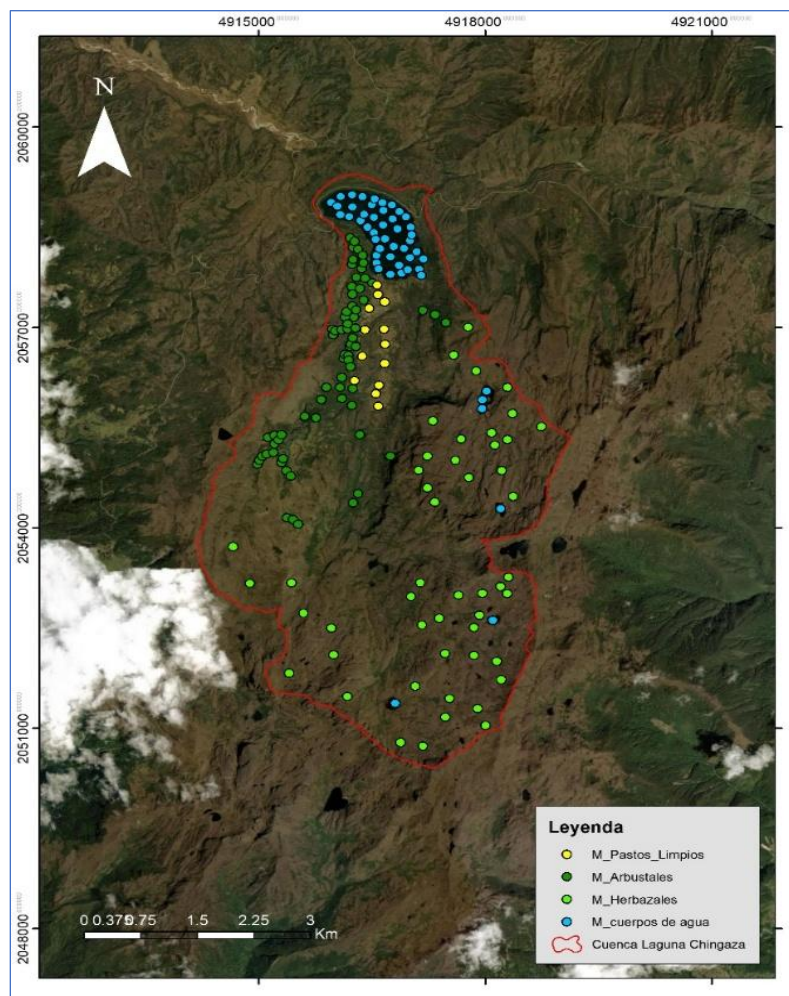 4915000 4918000 4921000
N
2060000
2057000
2054000
2051000
2048000
Leyenda
M_Pastos_Limpios
M_Arbustales
M_Herbazales
M_cuerpos de agua
Cuenca Laguna Chingaza
0 0.375 0.75 1.5 2.25 3
Km